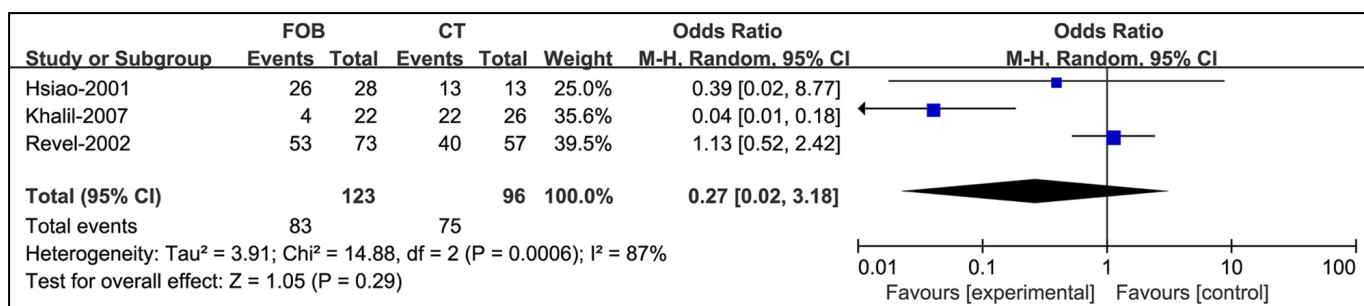 FOB CT Odds Ratio Odds Ratio
Study or Subgroup Events Total Events Total Weight M-H, Random, 95% CI M-H, Random, 95% CI
Hsiao-2001 26 28 13 13 25.0% 0.39 [0.02, 8.77]
Khalil-2007 4 22 22 26 35.6% 0.04 [0.01, 0.18]
Revel-2002 53 73 40 57 39.5% 1.13 [0.52, 2.42]
Total (95% CI) 123 96 100.0% 0.27 [0.02, 3.18]
Total events 83 75
Heterogeneity: Tau² = 3.91; Chi² = 14.88, df = 2 (P = 0.0006); I² = 87%
Test for overall effect: Z = 1.05 (P = 0.29)
0.01 0.1 1 10 100
Favours [experimental] Favours [control]